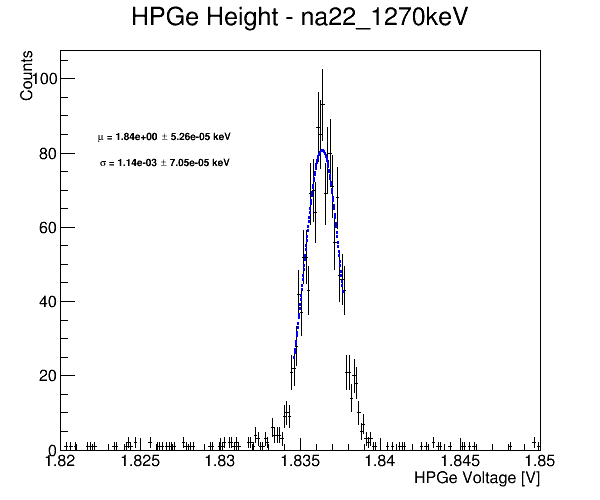 HPGe Height - na22_1270keV
Counts
100
μ = 1.84e+00 ± 5.26e-05 keV
80
σ = 1.14e-03 ± 7.05e-05 keV
60
40
20
0
1.82 1.825 1.83 1.835 1.84 1.845 1.85
HPGe Voltage [V]